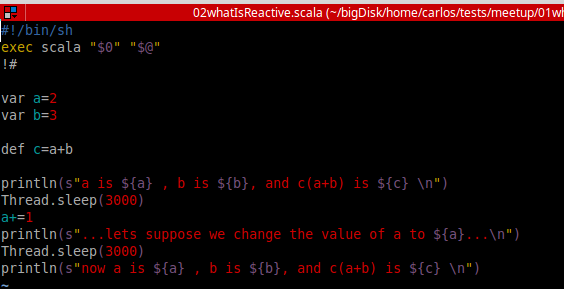 02whatIsReactive.scala (~/bigDisk/home/carlos/tests/meetup/01wh
#!/bin/sh
exec scala "$0" "$@"
!#
var a=2
var b=3
def c=a+b
println(s"a is ${a} , b is ${b}, and c(a+b) is ${c} \n")
Thread.sleep(3000)
a+=1
println(s"...lets suppose we change the value of a to ${a}...\n")
Thread.sleep(3000)
println(s"now a is ${a} , b is ${b}, and c(a+b) is ${c} \n")
~